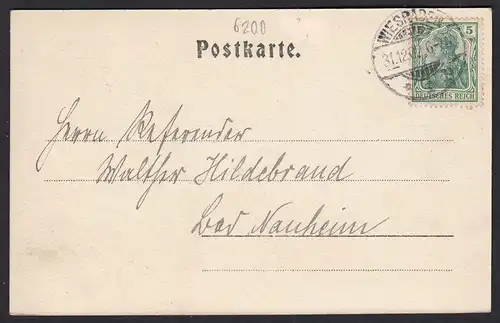 6200
Postkarte.
WIESBADEN
31.12
5
DEUTSCHES REICH
Herrn Referendar
Walther Hildebrand
Bad Nauheim